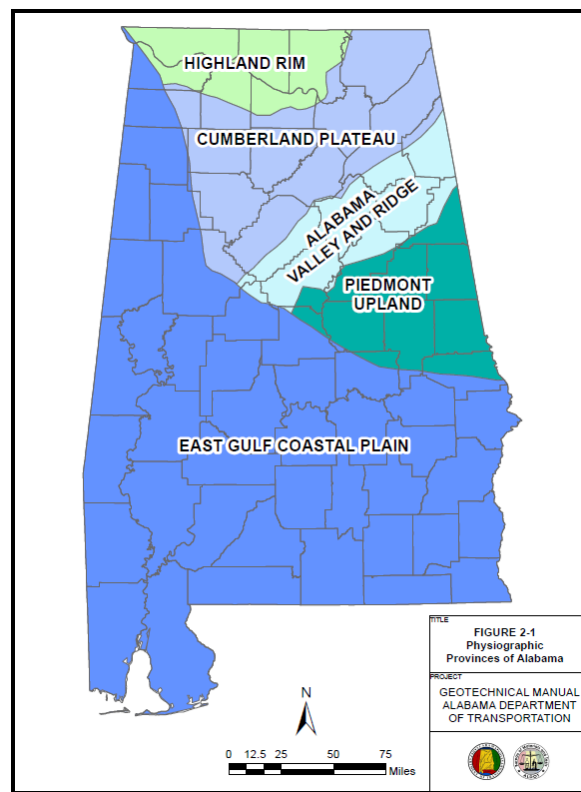 HIGHLAND RIM
CUMBERLAND PLATEAU
ALABAMA
VALLEY AND RIDGE
PIEDMONT
UPLAND
EAST GULF COASTAL PLAIN
N
0 12.5 25 50 75
Miles
TITLE
FIGURE 2-1
Physiographic
Provinces of Alabama
PROJECT
GEOTECHNICAL MANUAL
ALABAMA DEPARTMENT
OF TRANSPORTATION